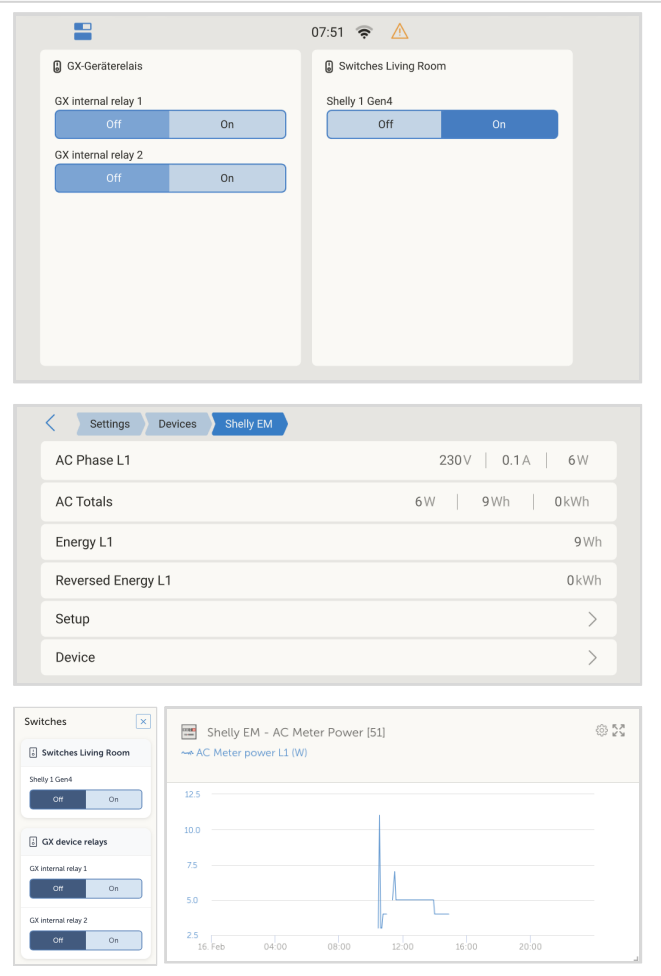 07:51
GX-Geräterelais
Switches Living Room
GX internal relay 1
Off On
GX internal relay 2
Off On
Shelly 1 Gen4
Off On
Settings Devices Shelly EM
AC Phase L1 230V 0.1A 6W
AC Totals 6W 9Wh 0kWh
Energy L1 9Wh
Reversed Energy L1 0kWh
Setup
Device
Switches
Switches Living Room
Shelly 1 Gen4
Off On
GX device relays
GX internal relay 1
Off On
GX internal relay 2
Off On
Shelly EM - AC Meter Power [51]
AC Meter power L1 (W)
12.5
10.0
7.5
5.0
2.5
16. Feb 04:00 08:00 12:00 16:00 20:00